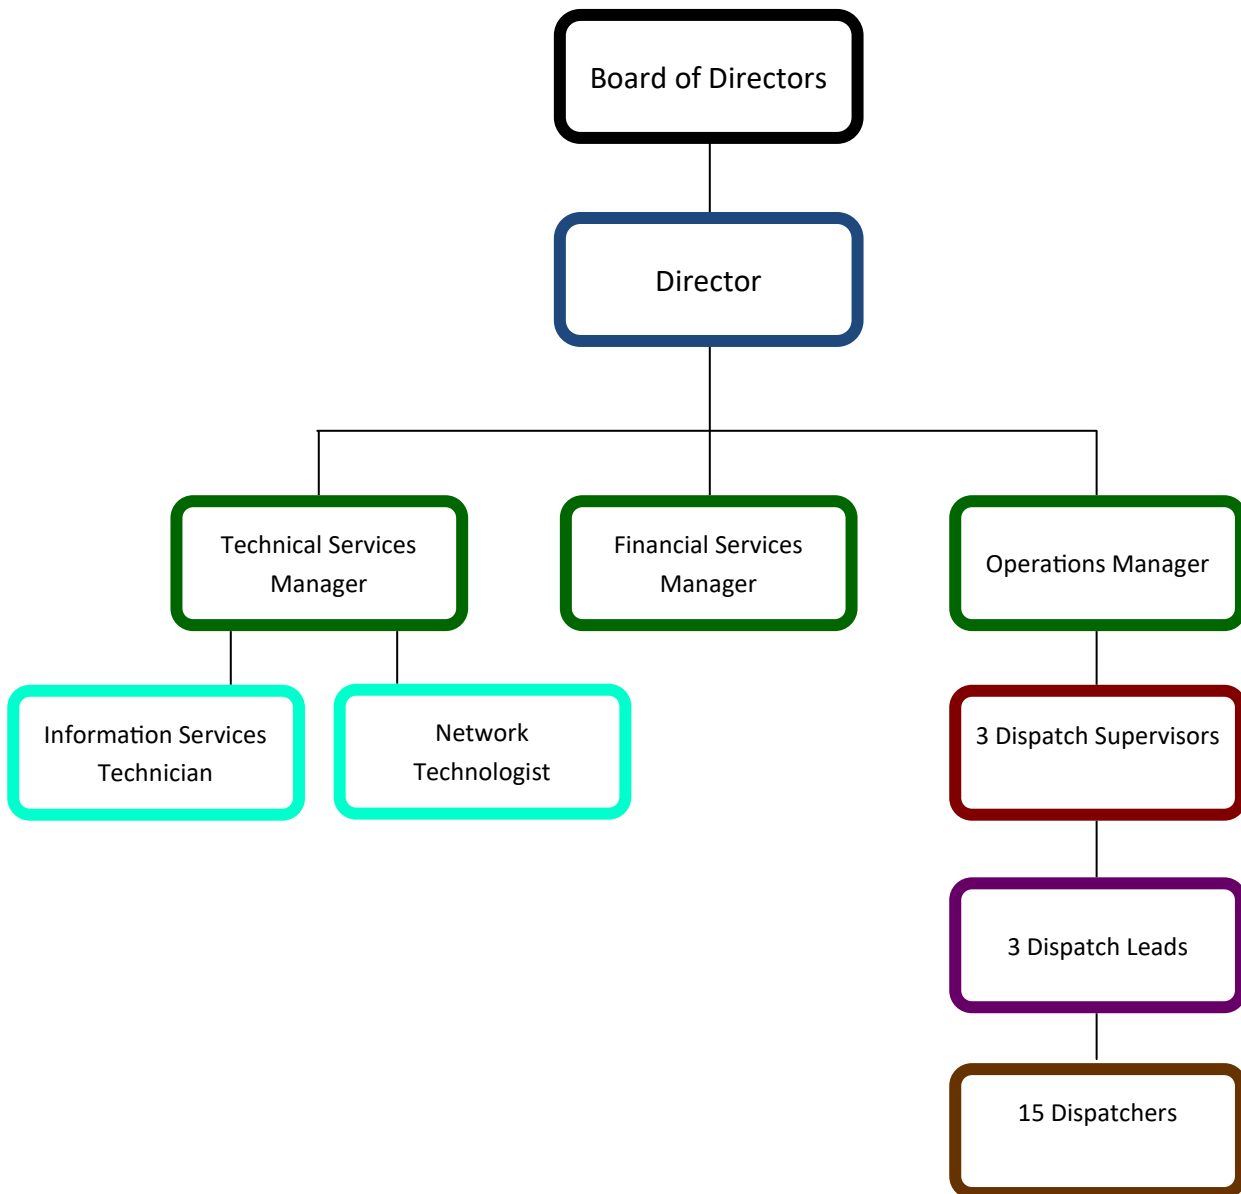 Board of Directors
Director
Technical Services
Manager
Financial Services
Manager
Operations Manager
Information Services
Technician
Network
Technologist
3 Dispatch Supervisors
3 Dispatch Leads
15 Dispatchers